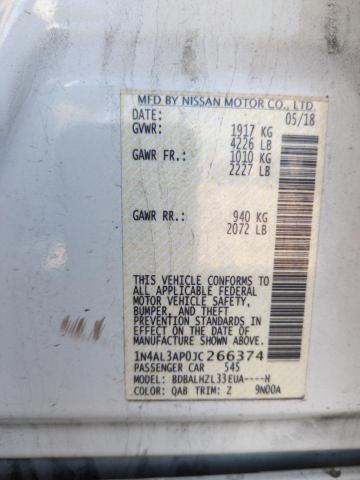 MFD BY NISSAN MOTOR CO., LTD.
DATE: 05/18
GVWR: 1917 KG
4226 LB
GAWR FR.: 1010 KG
2227 LB
GAWR RR.: 940 KG
2072 LB
THIS VEHICLE CONFORMS TO
ALL APPLICABLE FEDERAL
MOTOR VEHICLE SAFETY,
BUMPER, AND THEFT
PREVENTION STANDARDS IN
EFFECT ON THE DATE OF
MANUFACTURE SHOWN ABOVE.
1N4AL3AP0JC266374
PASSENGER CAR 545
MODEL: BDBALHZL33EUA----H
COLOR: QAB TRIM: Z 9N00A